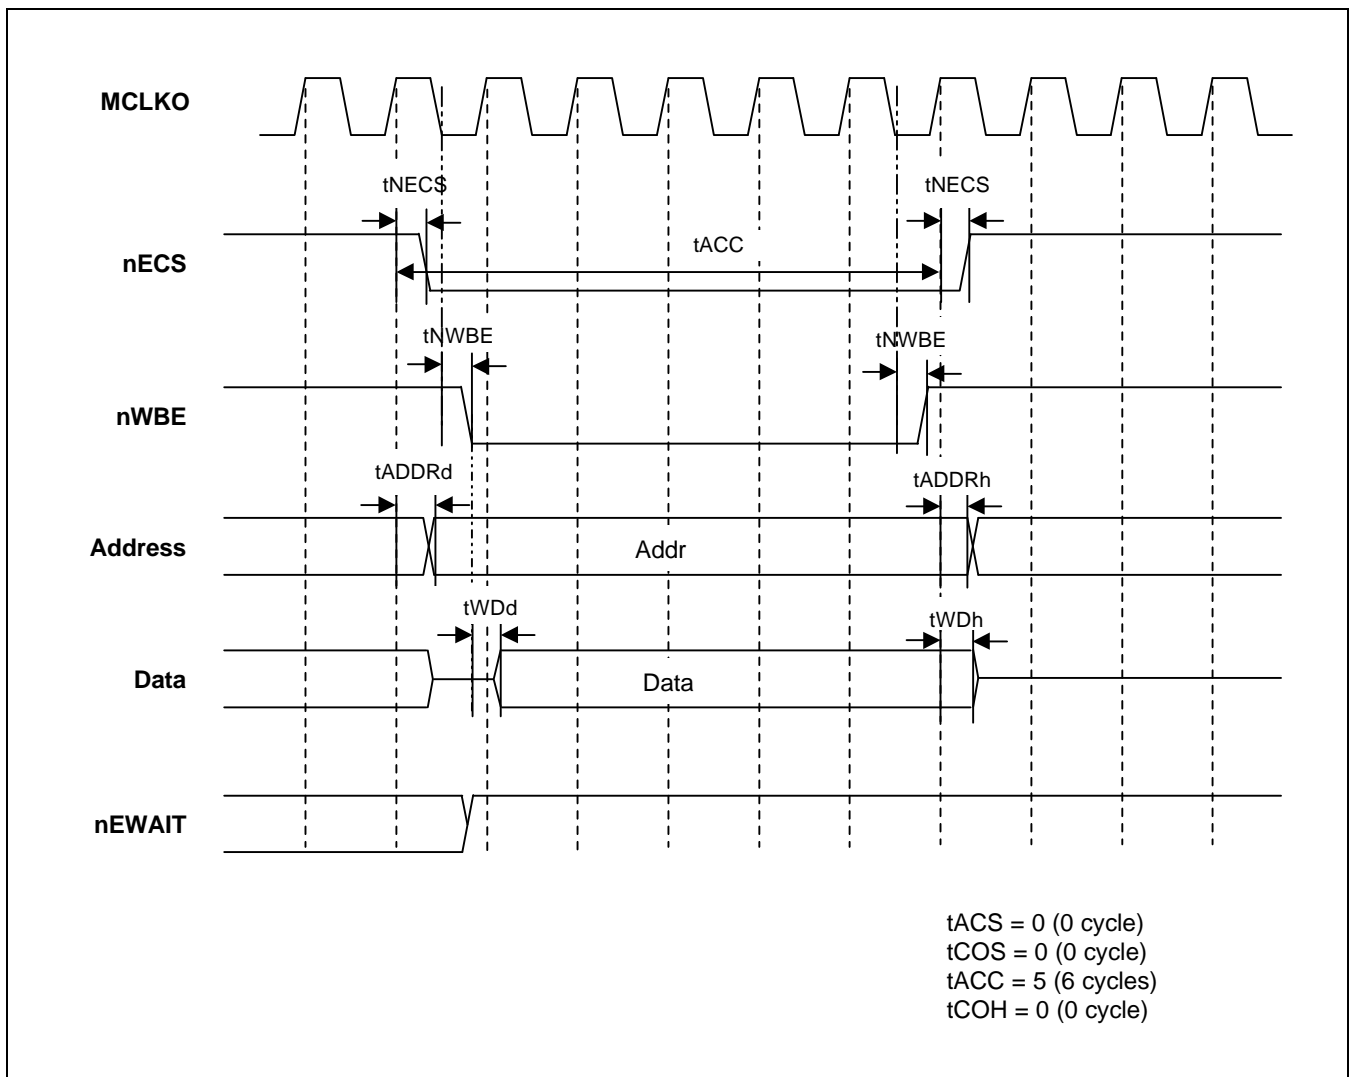 MCLKO
tNECS
tNECS
nECS
tACC
tNWBE
tNWBE
nWBE
tADDRd
tADDRh
Address
Addr
tWDd
tWDh
Data
Data
nEWAIT
tACS = 0 (0 cycle)
tCOS = 0 (0 cycle)
tACC = 5 (6 cycles)
tCOH = 0 (0 cycle)